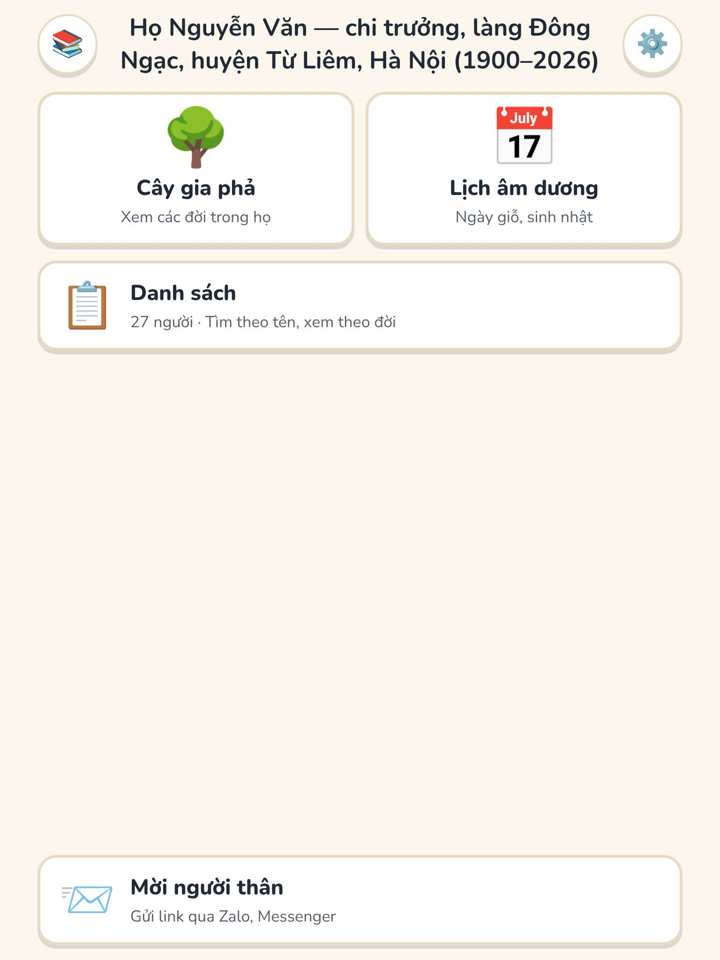 Họ Nguyễn Văn — chi trưởng, làng Đông
Ngạc, huyện Từ Liêm, Hà Nội (1900–2026)
Cây gia phả
Xem các đời trong họ
July
17
Lịch âm dương
Ngày giỗ, sinh nhật
Danh sách
27 người · Tìm theo tên, xem theo đời
Mời người thân
Gửi link qua Zalo, Messenger